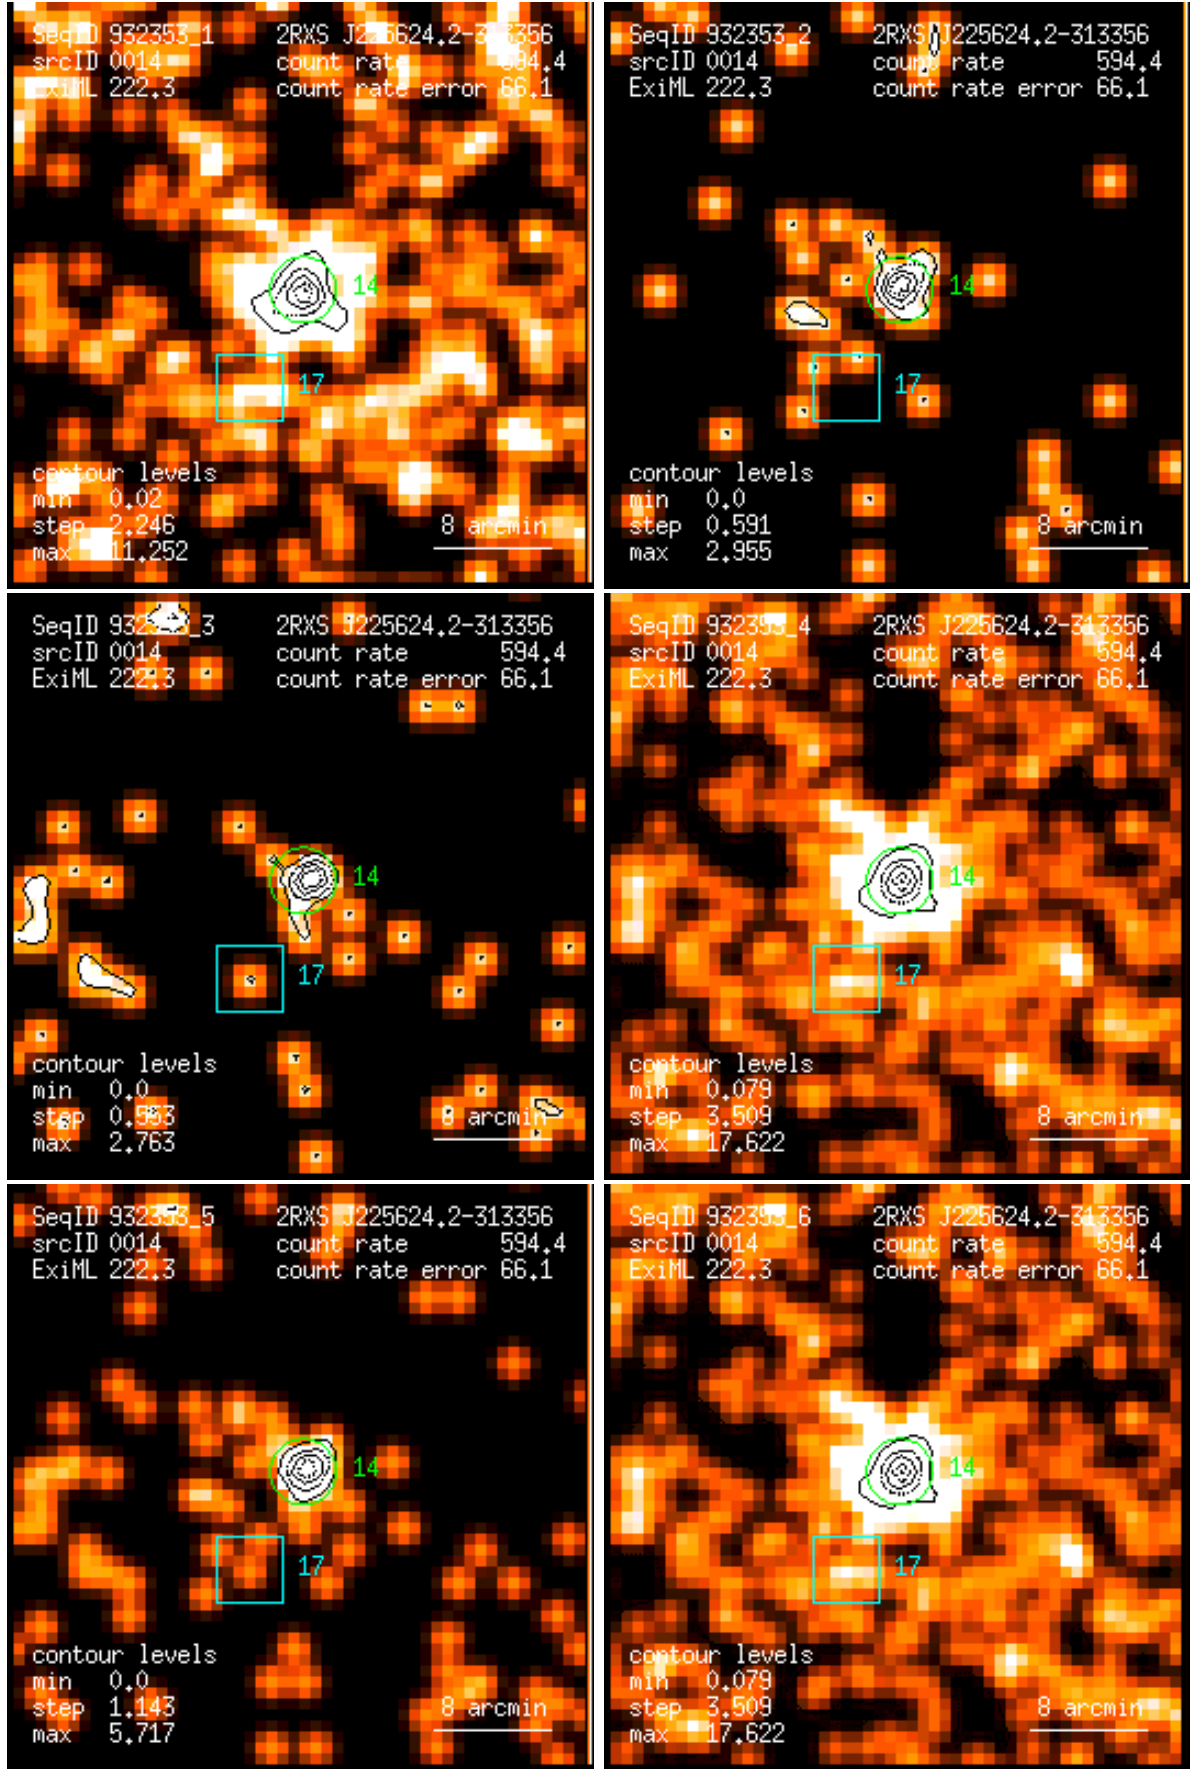 SeqID 932353_1 2RXS J225624.2-313356
srcID 0014 count rate 594.4
ExiML 222.3 count rate error 66.1
14
17
contour levels
min 0.02
step 2.246
max 11.252
8 arcmin
SeqID 932353_2 2RXS J225624.2-313356
srcID 0014 count rate 594.4
ExiML 222.3 count rate error 66.1
14
17
contour levels
min 0.0
step 0.591
max 2.955
8 arcmin
SeqID 932353_3 2RXS J225624.2-313356
srcID 0014 count rate 594.4
ExiML 222.3 count rate error 66.1
14
17
contour levels
min 0.0
step 0.553
max 2.763
8 arcmin
SeqID 932353_4 2RXS J225624.2-313356
srcID 0014 count rate 594.4
ExiML 222.3 count rate error 66.1
14
17
contour levels
min 0.079
step 3.509
max 17.622
8 arcmin
SeqID 932353_5 2RXS J225624.2-313356
srcID 0014 count rate 594.4
ExiML 222.3 count rate error 66.1
14
17
contour levels
min 0.0
step 1.143
max 5.717
8 arcmin
SeqID 932353_6 2RXS J225624.2-313356
srcID 0014 count rate 594.4
ExiML 222.3 count rate error 66.1
14
17
contour levels
min 0.079
step 3.509
max 17.622
8 arcmin